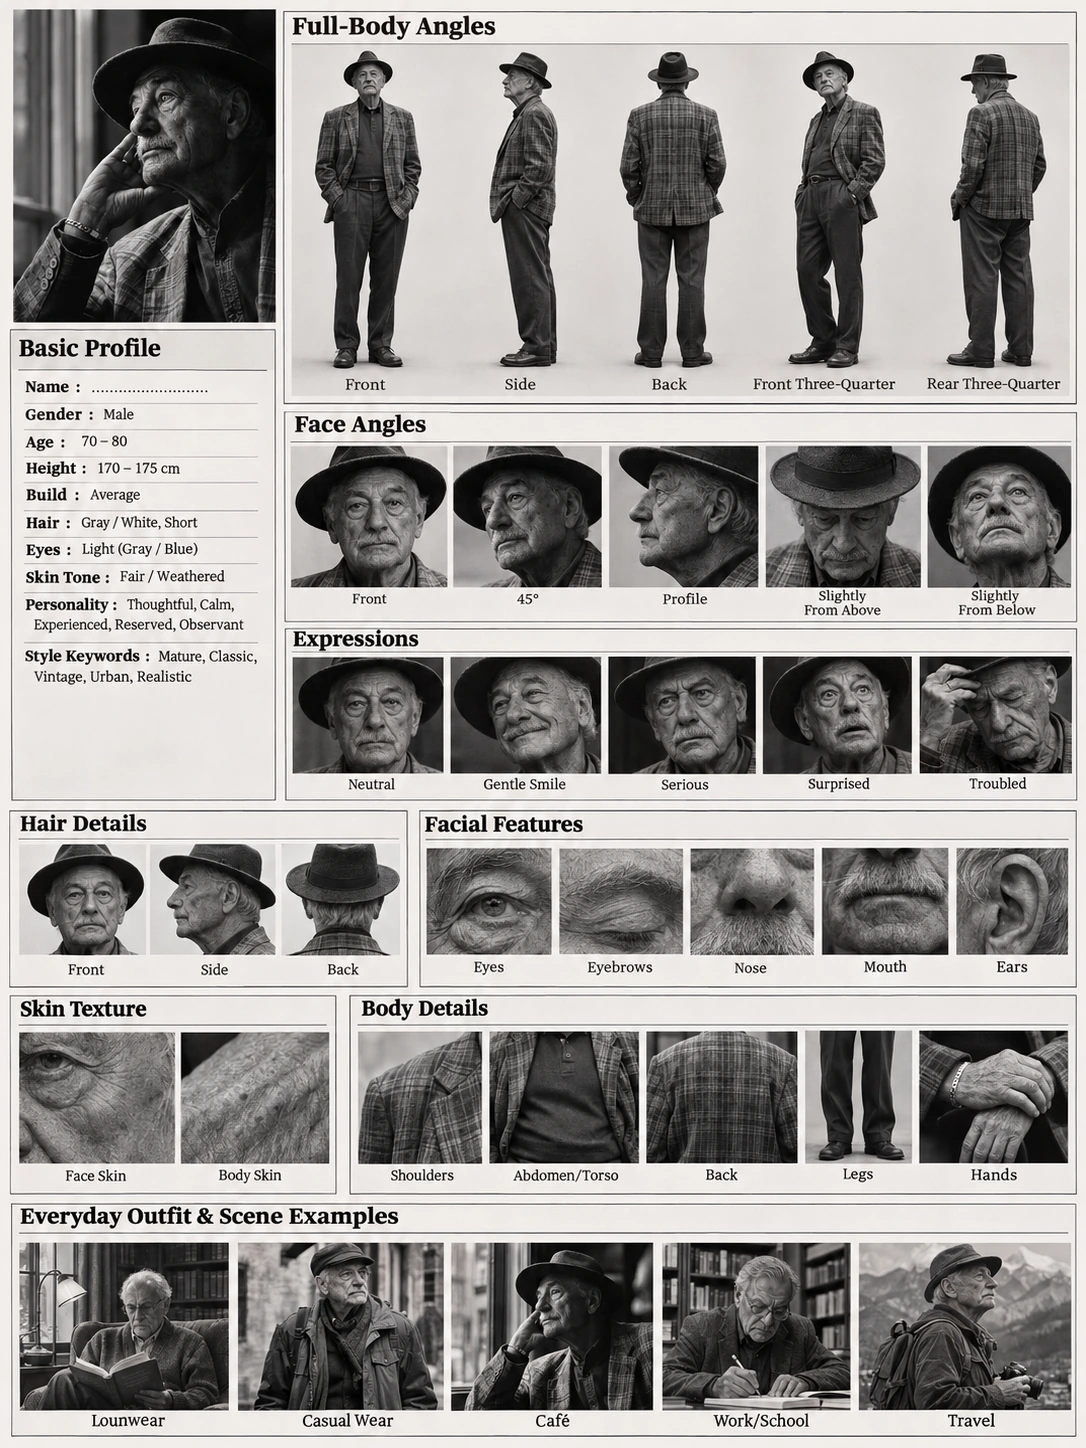 Full-Body Angles
Front
Side
Back
Front Three-Quarter
Rear Three-Quarter
Basic Profile
Name : ..........................
Gender : Male
Age : 70 – 80
Height : 170 – 175 cm
Build : Average
Hair : Gray / White, Short
Eyes : Light (Gray / Blue)
Skin Tone : Fair / Weathered
Personality : Thoughtful, Calm,
Experienced, Reserved, Observant
Style Keywords : Mature, Classic,
Vintage, Urban, Realistic
Face Angles
Front
45°
Profile
Slightly
From Above
Slightly
From Below
Expressions
Neutral
Gentle Smile
Serious
Surprised
Troubled
Hair Details
Front
Side
Back
Facial Features
Eyes
Eyebrows
Nose
Mouth
Ears
Skin Texture
Face Skin
Body Skin
Body Details
Shoulders
Abdomen/Torso
Back
Legs
Hands
Everyday Outfit & Scene Examples
Lounwear
Casual Wear
Café
Work/School
Travel